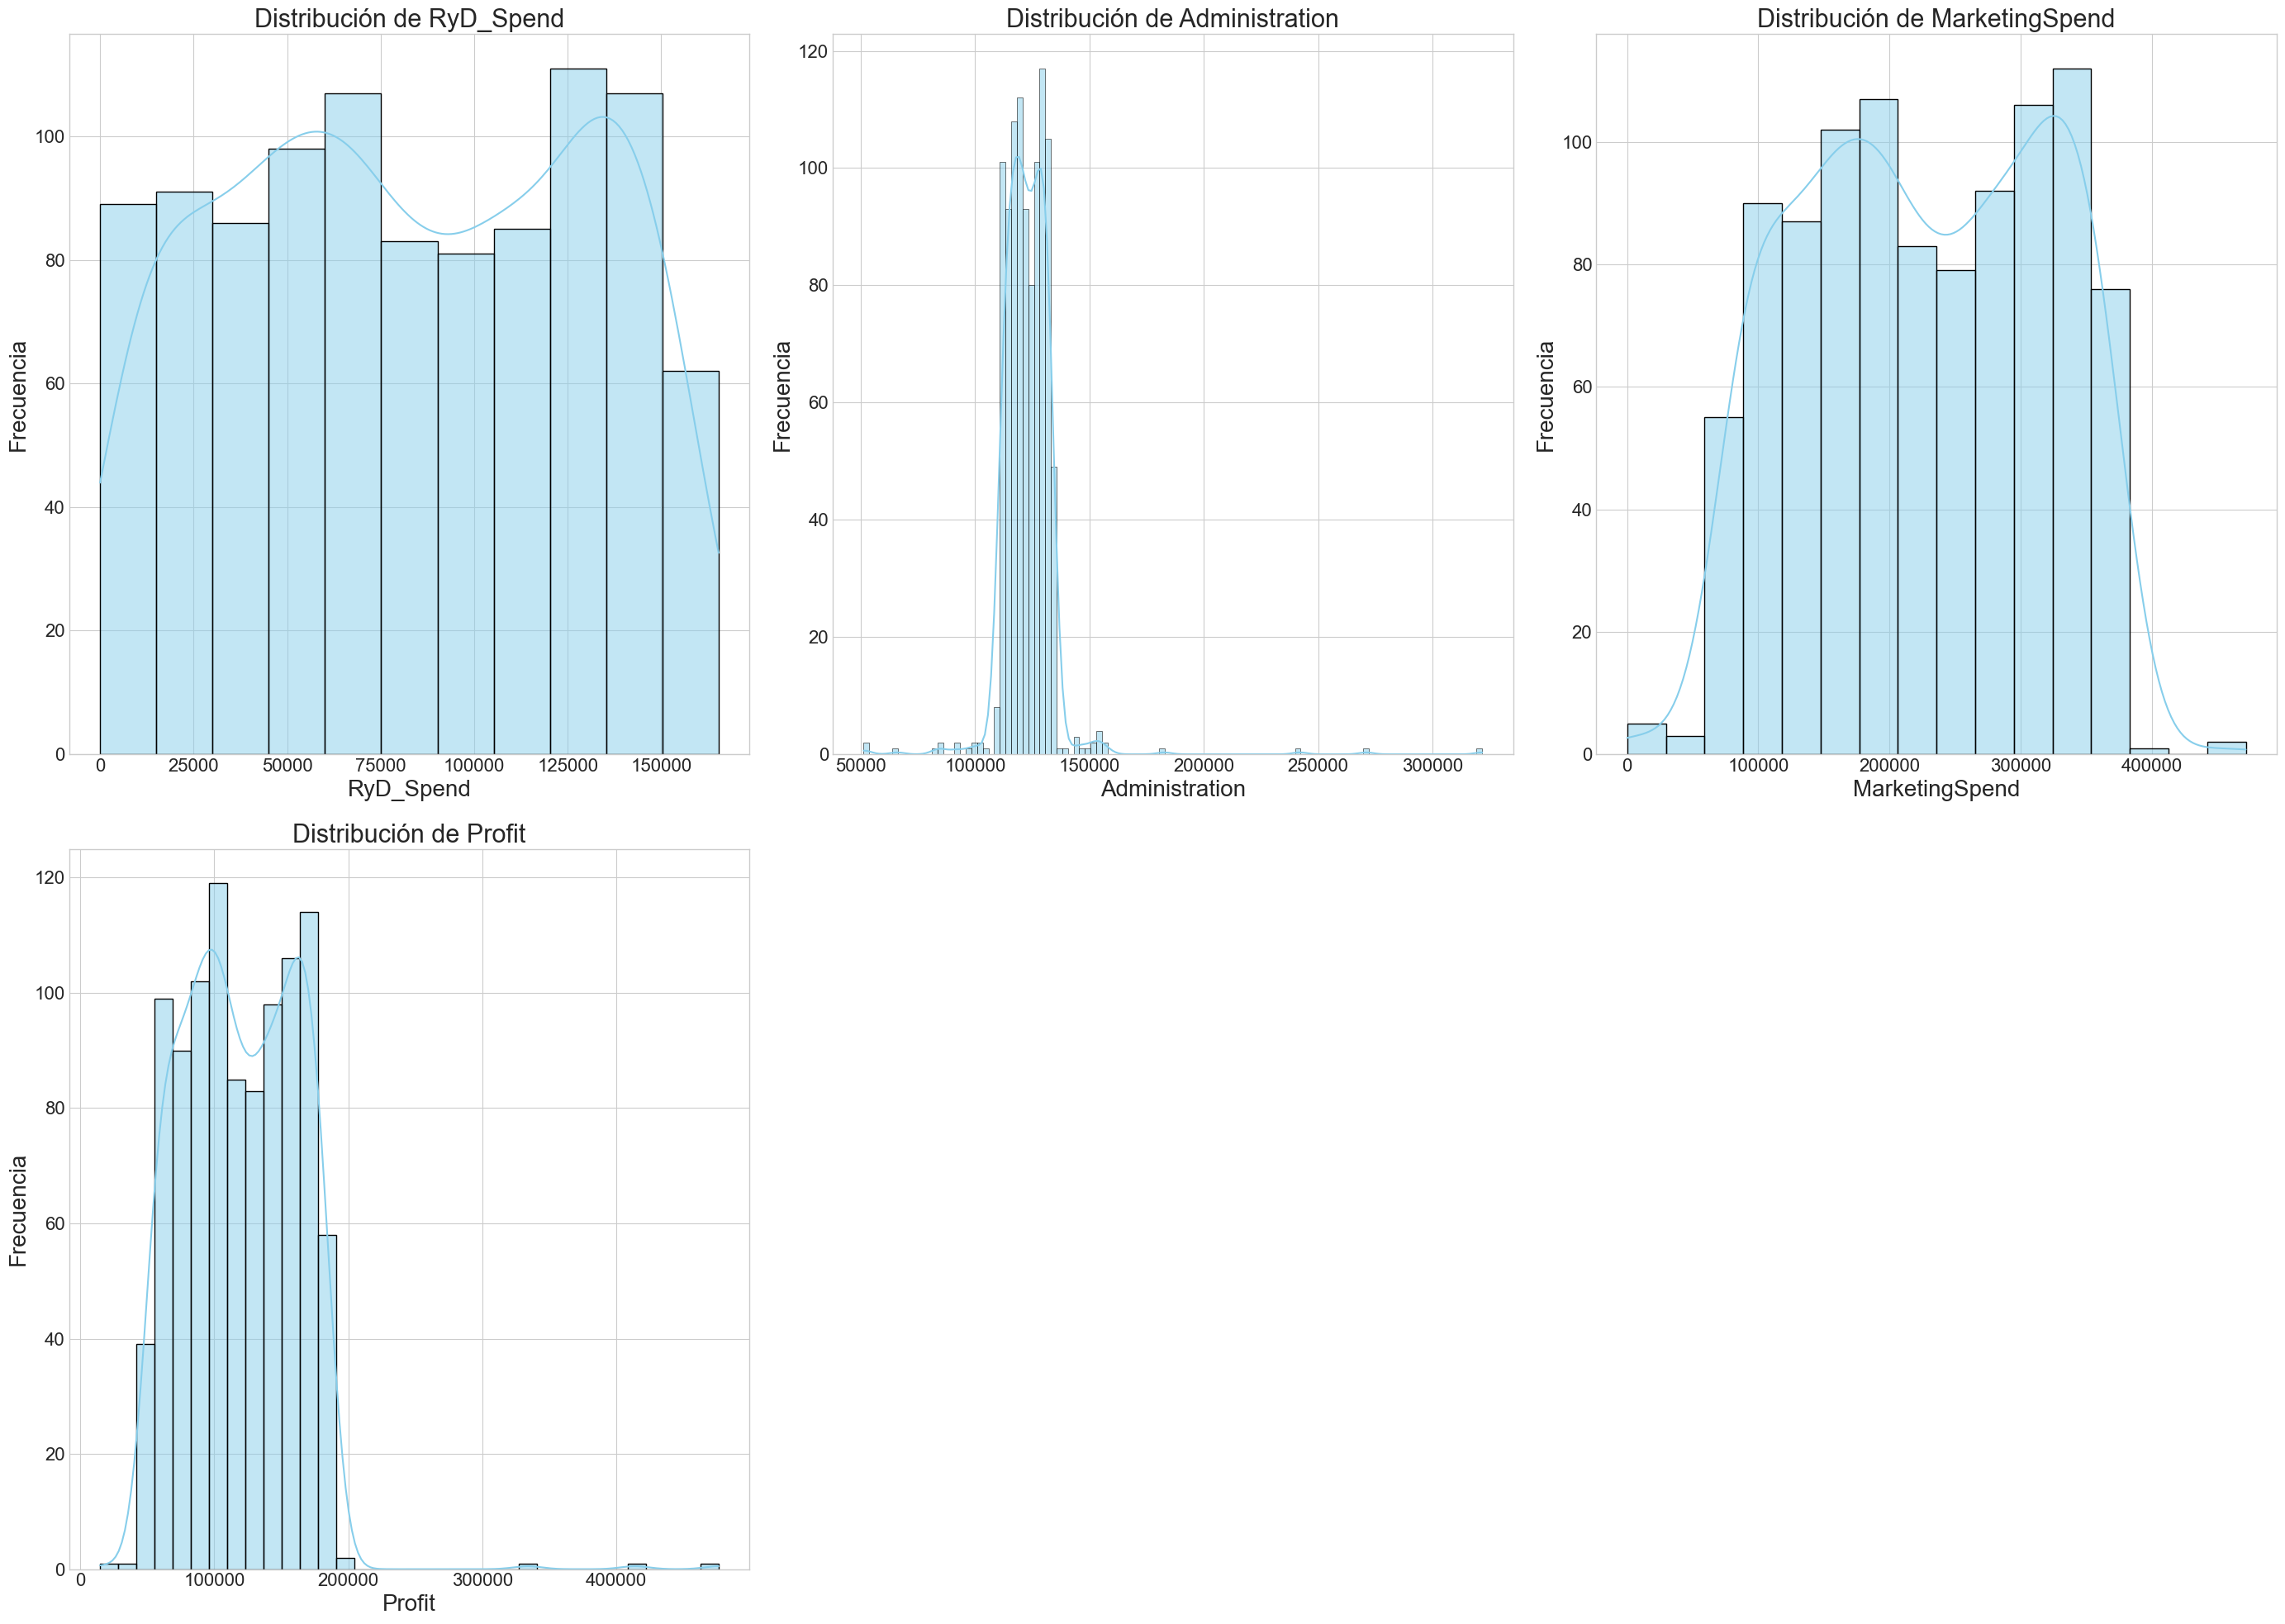 Distribución de RyD_Spend
Frecuencia
100
80
60
40
20
0
0 25000 50000 75000 100000 125000 150000
RyD_Spend
Distribución de Administration
Frecuencia
120
100
80
60
40
20
0
50000 100000 150000 200000 250000 300000
Administration
Distribución de MarketingSpend
Frecuencia
100
80
60
40
20
0
0 100000 200000 300000 400000
MarketingSpend
Distribución de Profit
Frecuencia
120
100
80
60
40
20
0
0 100000 200000 300000 400000
Profit